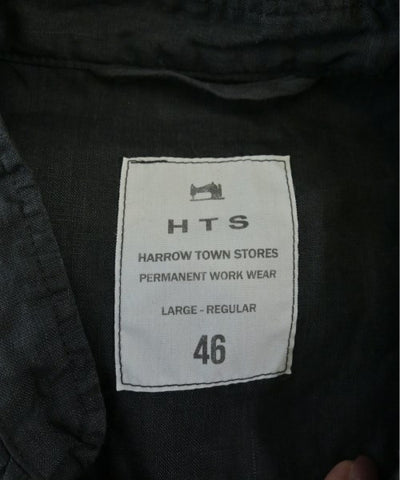 HTS
HARROW TOWN STORES
PERMANENT WORK WEAR
LARGE - REGULAR
46